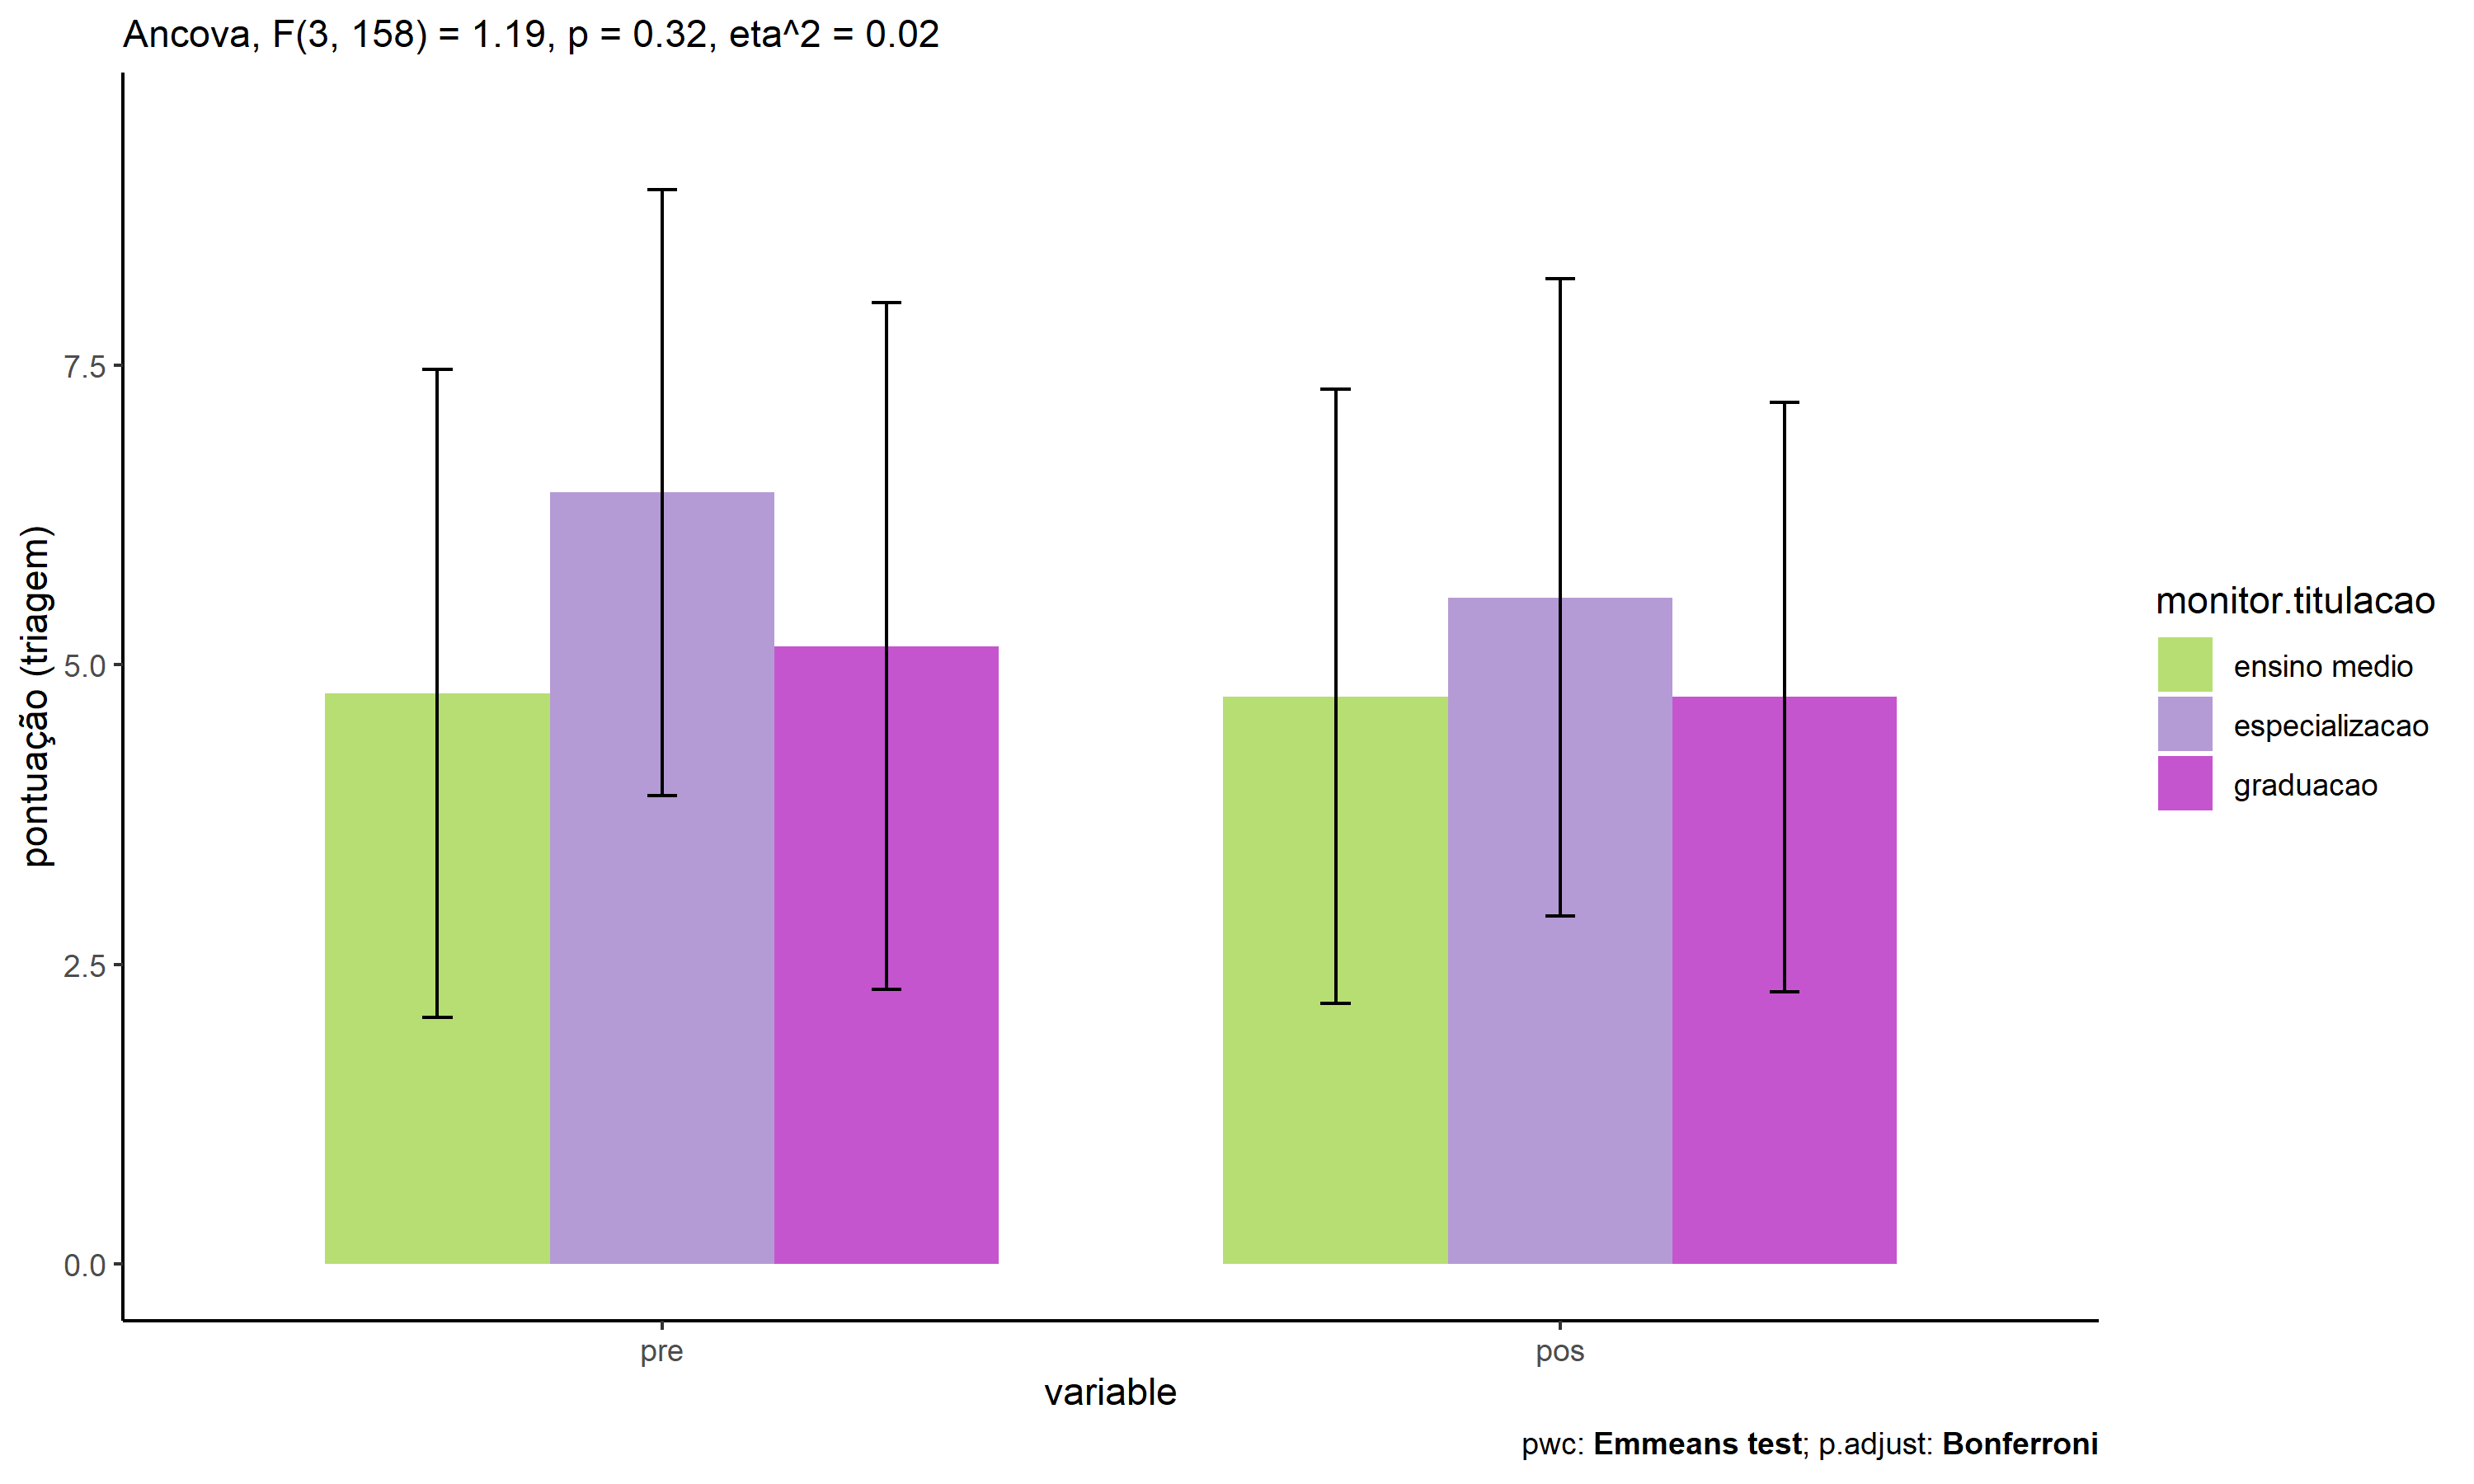 Ancova, F(3, 158) = 1.19, p = 0.32, eta^2 = 0.02
pontuação (triagem)
7.5
5.0
2.5
0.0
pre
pos
variable
monitor.titulacao
ensino medio
especializacao
graduacao
pwc: Emmeans test; p.adjust: Bonferroni